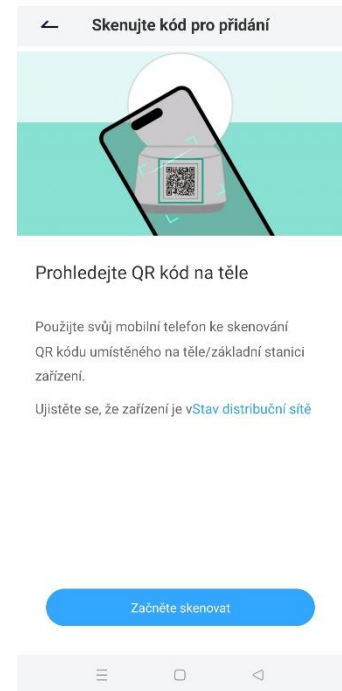 Skenujte kód pro přidání
Prohledejte QR kód na těle
Použijte svůj mobilní telefon ke skenování
QR kódu umístěného na těle/základní stanici
zařízení.
Ujistěte se, že zařízení je vStav distribuční sítě
Začněte skenovat